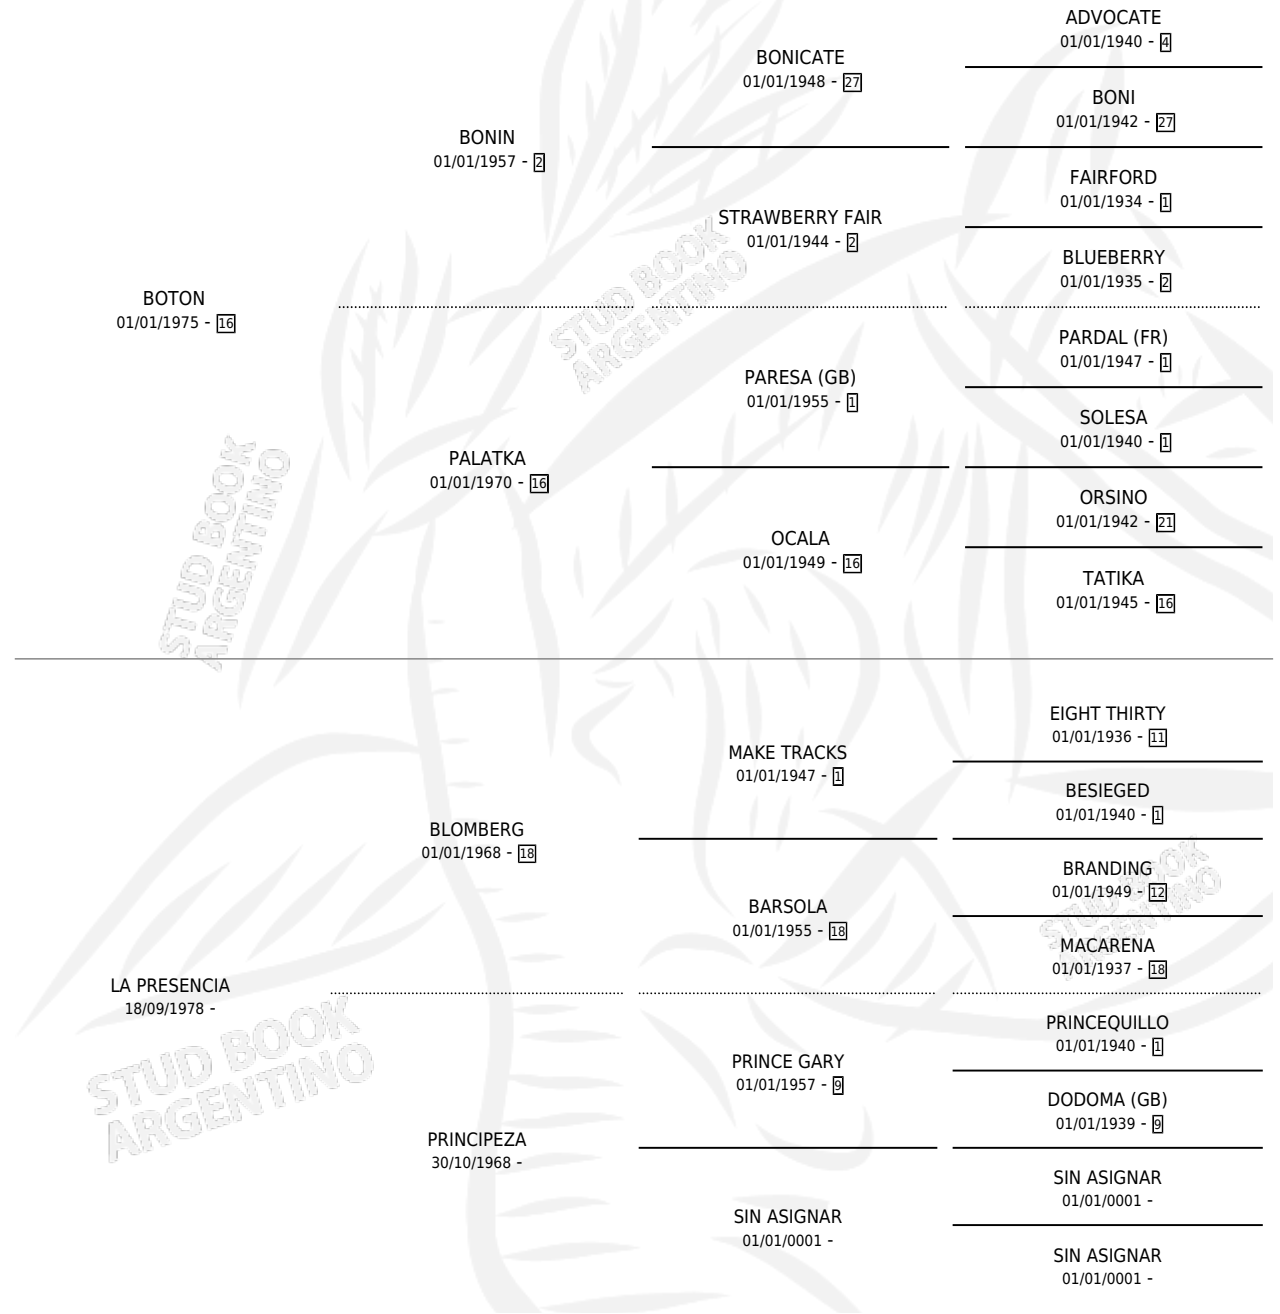 ADVOCATE
01/01/1940 - 4
BONICATE
01/01/1948 - 27
BONI
01/01/1942 - 27
BONIN
01/01/1957 - 2
FAIRFORD
01/01/1934 - 1
STRAWBERRY FAIR
01/01/1944 - 2
BLUEBERRY
01/01/1935 - 2
BOTON
01/01/1975 - 16
PARDAL (FR)
01/01/1947 - 1
PARESA (GB)
01/01/1955 - 1
SOLESA
01/01/1940 - 1
PALATKA
01/01/1970 - 16
ORSINO
01/01/1942 - 21
OCALA
01/01/1949 - 16
TATIKA
01/01/1945 - 16
EIGHT THIRTY
01/01/1936 - 11
MAKE TRACKS
01/01/1947 - 1
BESIEGED
01/01/1940 - 1
BLOMBERG
01/01/1968 - 18
BRANDING
01/01/1949 - 12
BARSOLA
01/01/1955 - 18
MACARENA
01/01/1937 - 18
LA PRESENCIA
18/09/1978 -
PRINCEQUILLO
01/01/1940 - 1
PRINCE GARY
01/01/1957 - 9
DODOMA (GB)
01/01/1939 - 9
PRINCIPEZA
30/10/1968 -
SIN ASIGNAR
01/01/0001 -
SIN ASIGNAR
01/01/0001 -
SIN ASIGNAR
01/01/0001 -
STUD BOOK
ARGENTINO
STUD BOOK
ARGENTINO
STUD BOOK
ARGENTINO
STUD BOOK
ARGENTINO